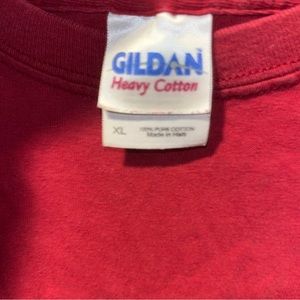 GILDAN
Heavy Cotton
XL
100% PURE COTTON
Made in Haiti